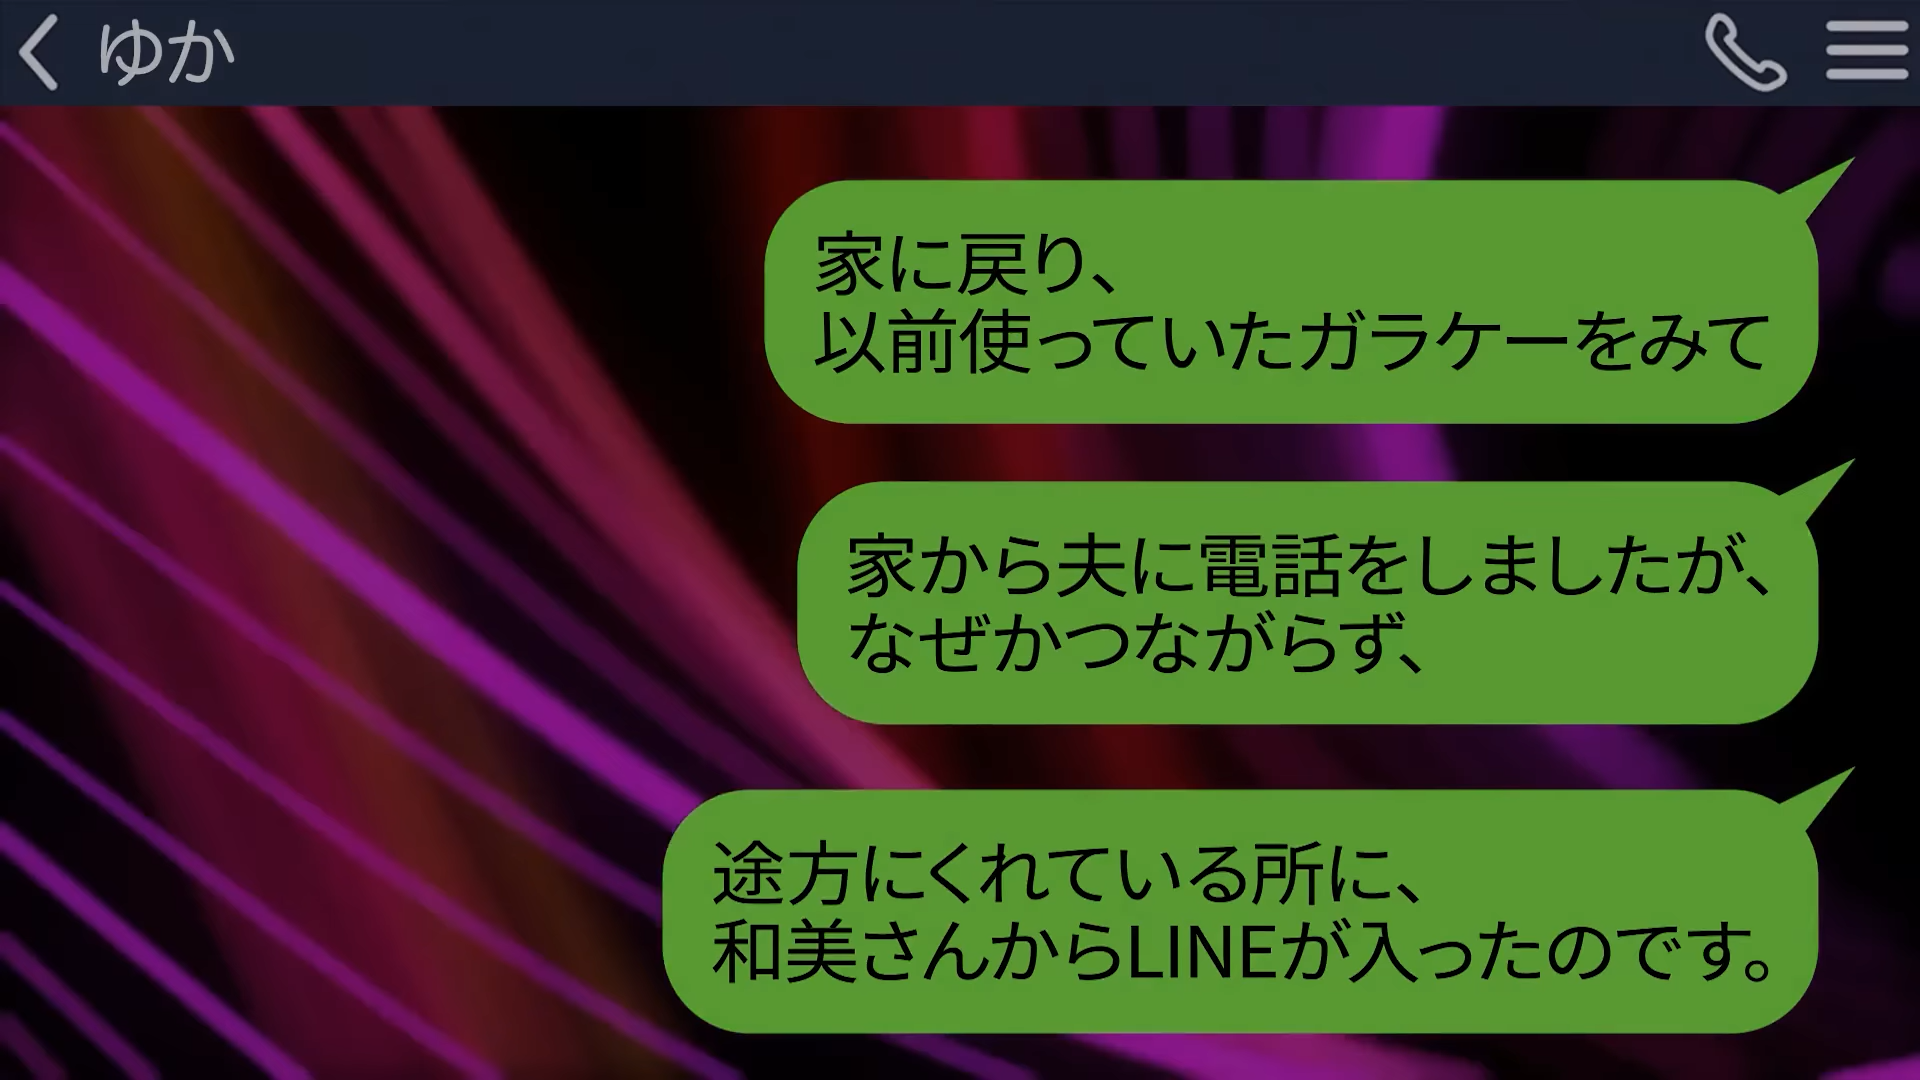 ゆか
家に戻り、
以前使っていたガラケーをみて
家から夫に電話をしましたが、
なぜかつながらず、
途方にくれている所に、
和美さんからLINEが入ったのです。